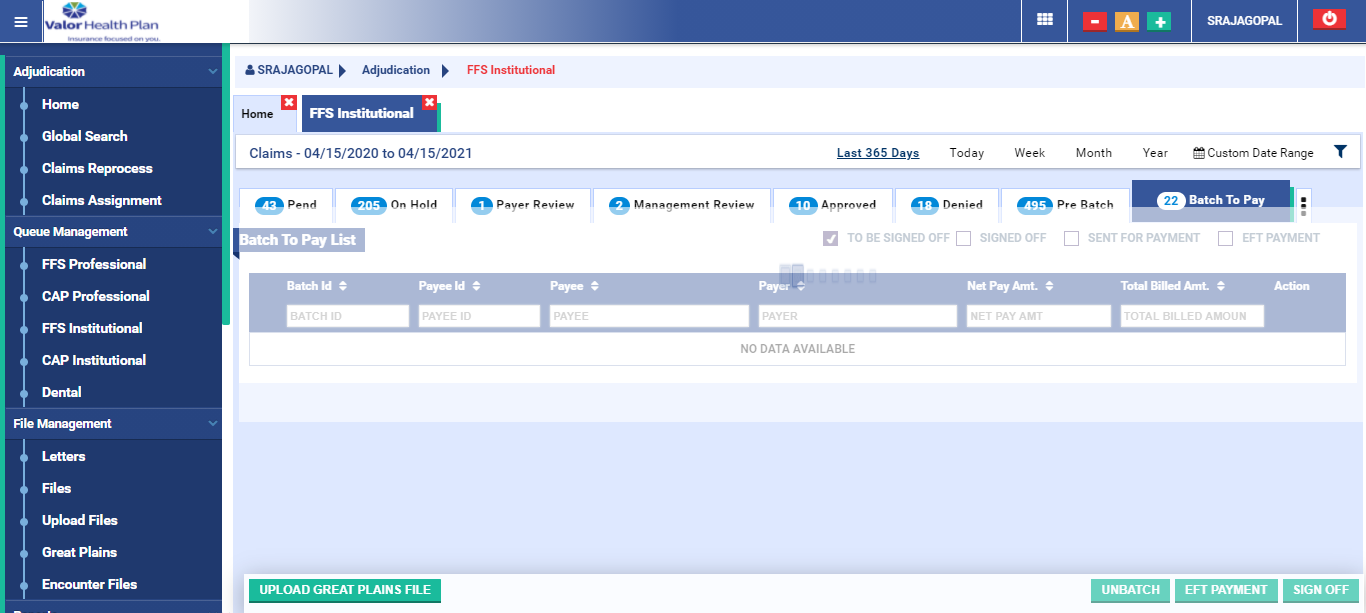 Valor Health Plan
Insurance focused on you.
A
SRAJAGOPAL
Adjudication
Home
Global Search
Claims Reprocess
Claims Assignment
Queue Management
FFS Professional
CAP Professional
FFS Institutional
CAP Institutional
Dental
File Management
Letters
Files
Upload Files
Great Plains
Encounter Files
SRAJAGOPAL Adjudication FFS Institutional
Home FFS Institutional
Claims - 04/15/2020 to 04/15/2021 Last 365 Days Today Week Month Year Custom Date Range
43 Pend 205 On Hold 1 Payer Review 2 Management Review 10 Approved 18 Denied 495 Pre Batch 22 Batch To Pay
Batch To Pay List TO BE SIGNED OFF SIGNED OFF SENT FOR PAYMENT EFT PAYMENT
Batch Id Payee Id Payee Payer Net Pay Amt. Total Billed Amt. Action
BATCH ID PAYEE ID PAYEE PAYER NET PAY AMT TOTAL BILLED AMOUN
NO DATA AVAILABLE
UPLOAD GREAT PLAINS FILE UNBATCH EFT PAYMENT SIGN OFF